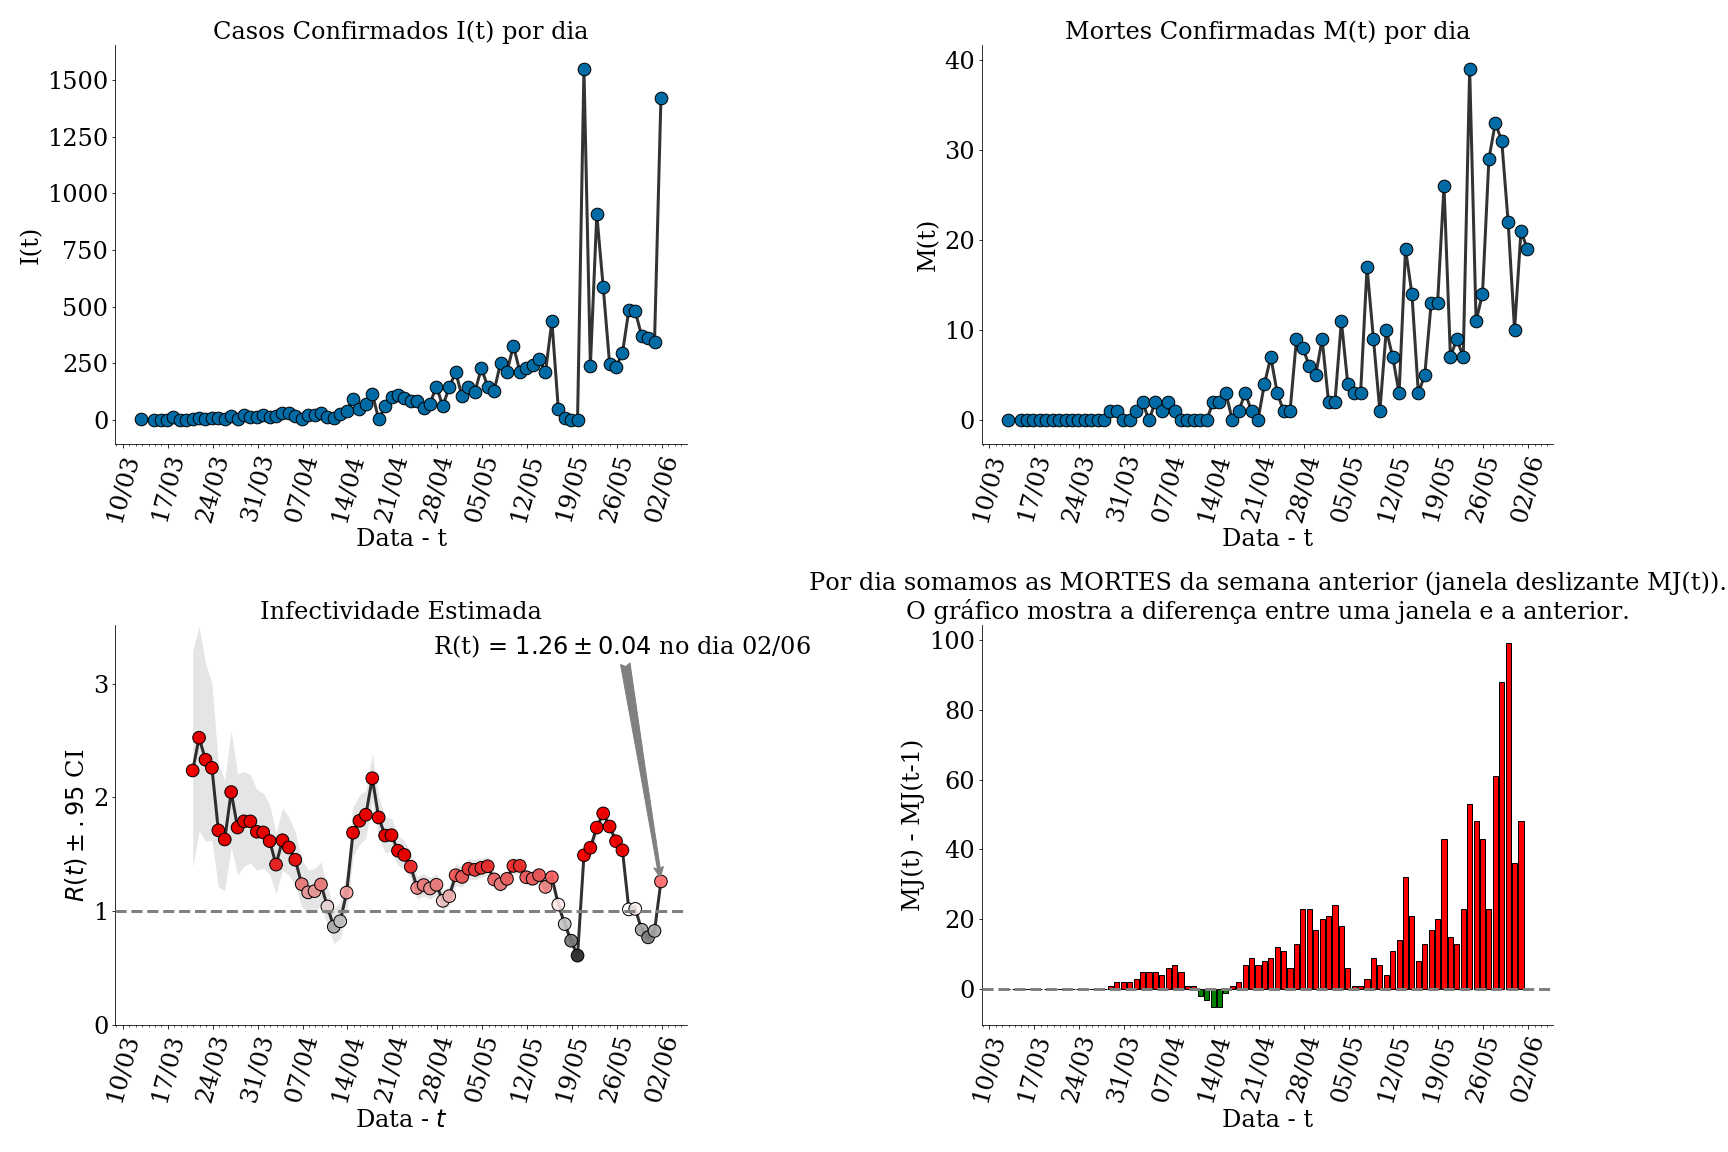 Casos Confirmados I(t) por dia
I(t)
1500
1250
1000
750
500
250
0
10/03 17/03 24/03 31/03 07/04 14/04 21/04 28/04 05/05 12/05 19/05 26/05 02/06
Data - t
Mortes Confirmadas M(t) por dia
M(t)
40
30
20
10
0
10/03 17/03 24/03 31/03 07/04 14/04 21/04 28/04 05/05 12/05 19/05 26/05 02/06
Data - t
Infectividade Estimada
R(t) = 1.26 ± 0.04 no dia 02/06
R(t) ± .95 CI
3
2
1
0
10/03 17/03 24/03 31/03 07/04 14/04 21/04 28/04 05/05 12/05 19/05 26/05 02/06
Data - t
Por dia somamos as MORTES da semana anterior (janela deslizante MJ(t)).
O gráfico mostra a diferença entre uma janela e a anterior.
MJ(t) - MJ(t-1)
100
80
60
40
20
0
10/03 17/03 24/03 31/03 07/04 14/04 21/04 28/04 05/05 12/05 19/05 26/05 02/06
Data - t